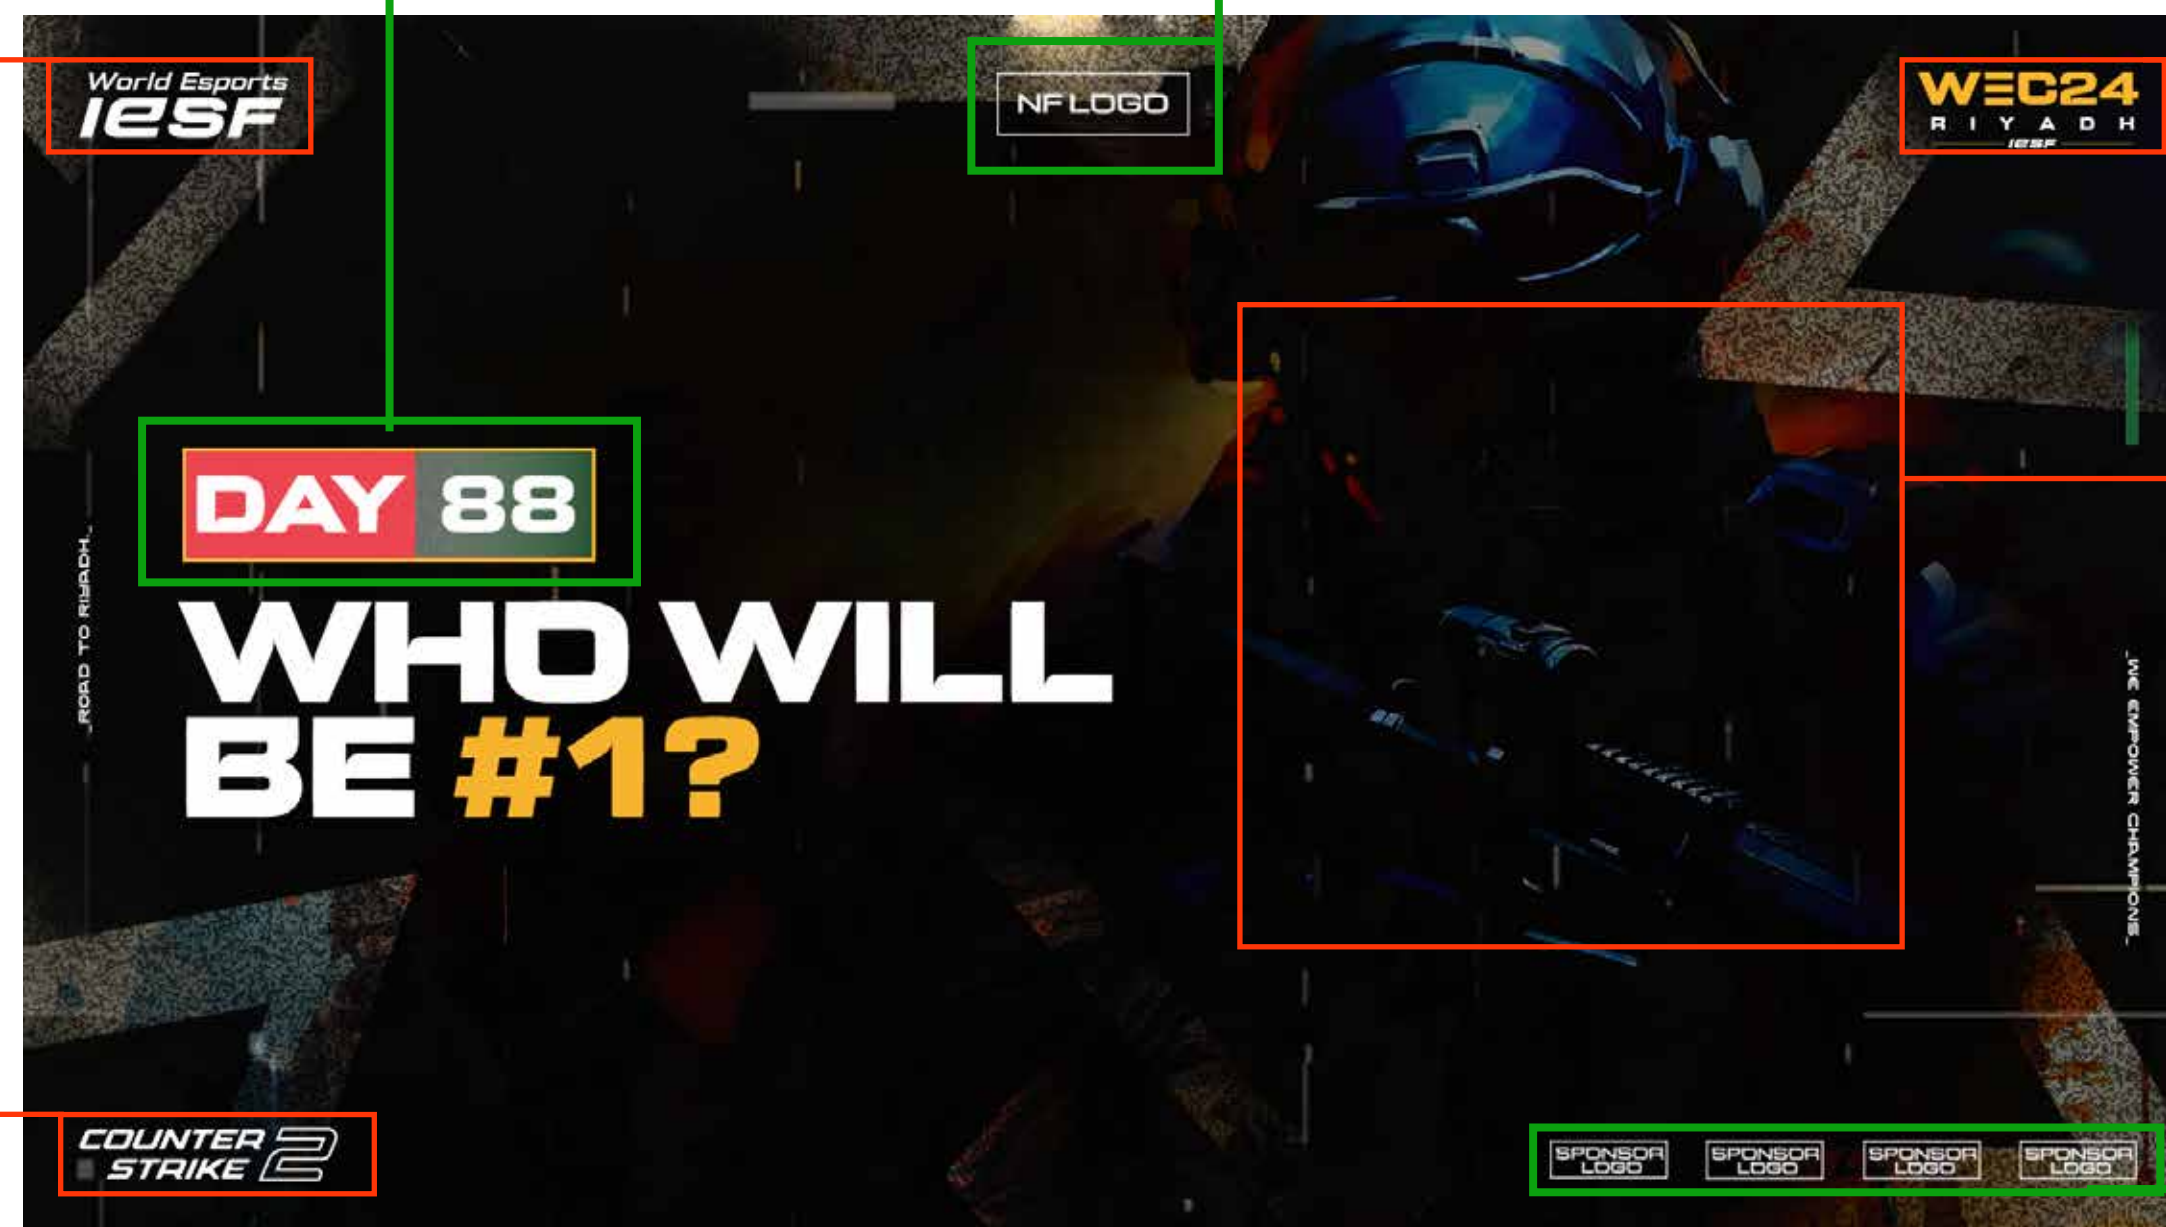 World Esports
IESF
NF LOGO
WEC24
RIYADH
IESF
DAY 88
WHO WILL
BE #1?
_ROAD TO RIYADH_
_WE EMPOWER CHAMPIONS_
COUNTER
STRIKE 2
SPONSOR
LOGO
SPONSOR
LOGO
SPONSOR
LOGO
SPONSOR
LOGO